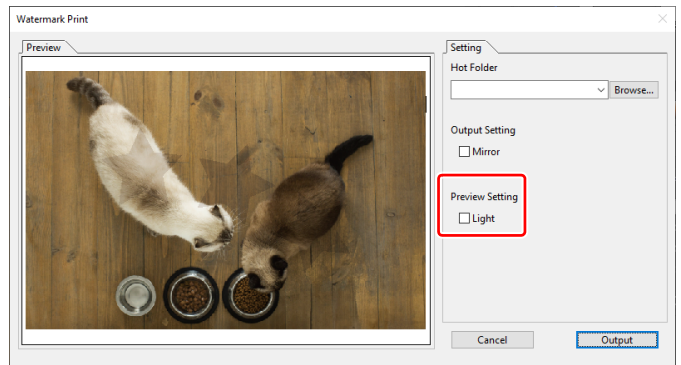 Watermark Print
Preview
Setting
Hot Folder
Browse...
Output Setting
Mirror
Preview Setting
Light
Cancel
Output